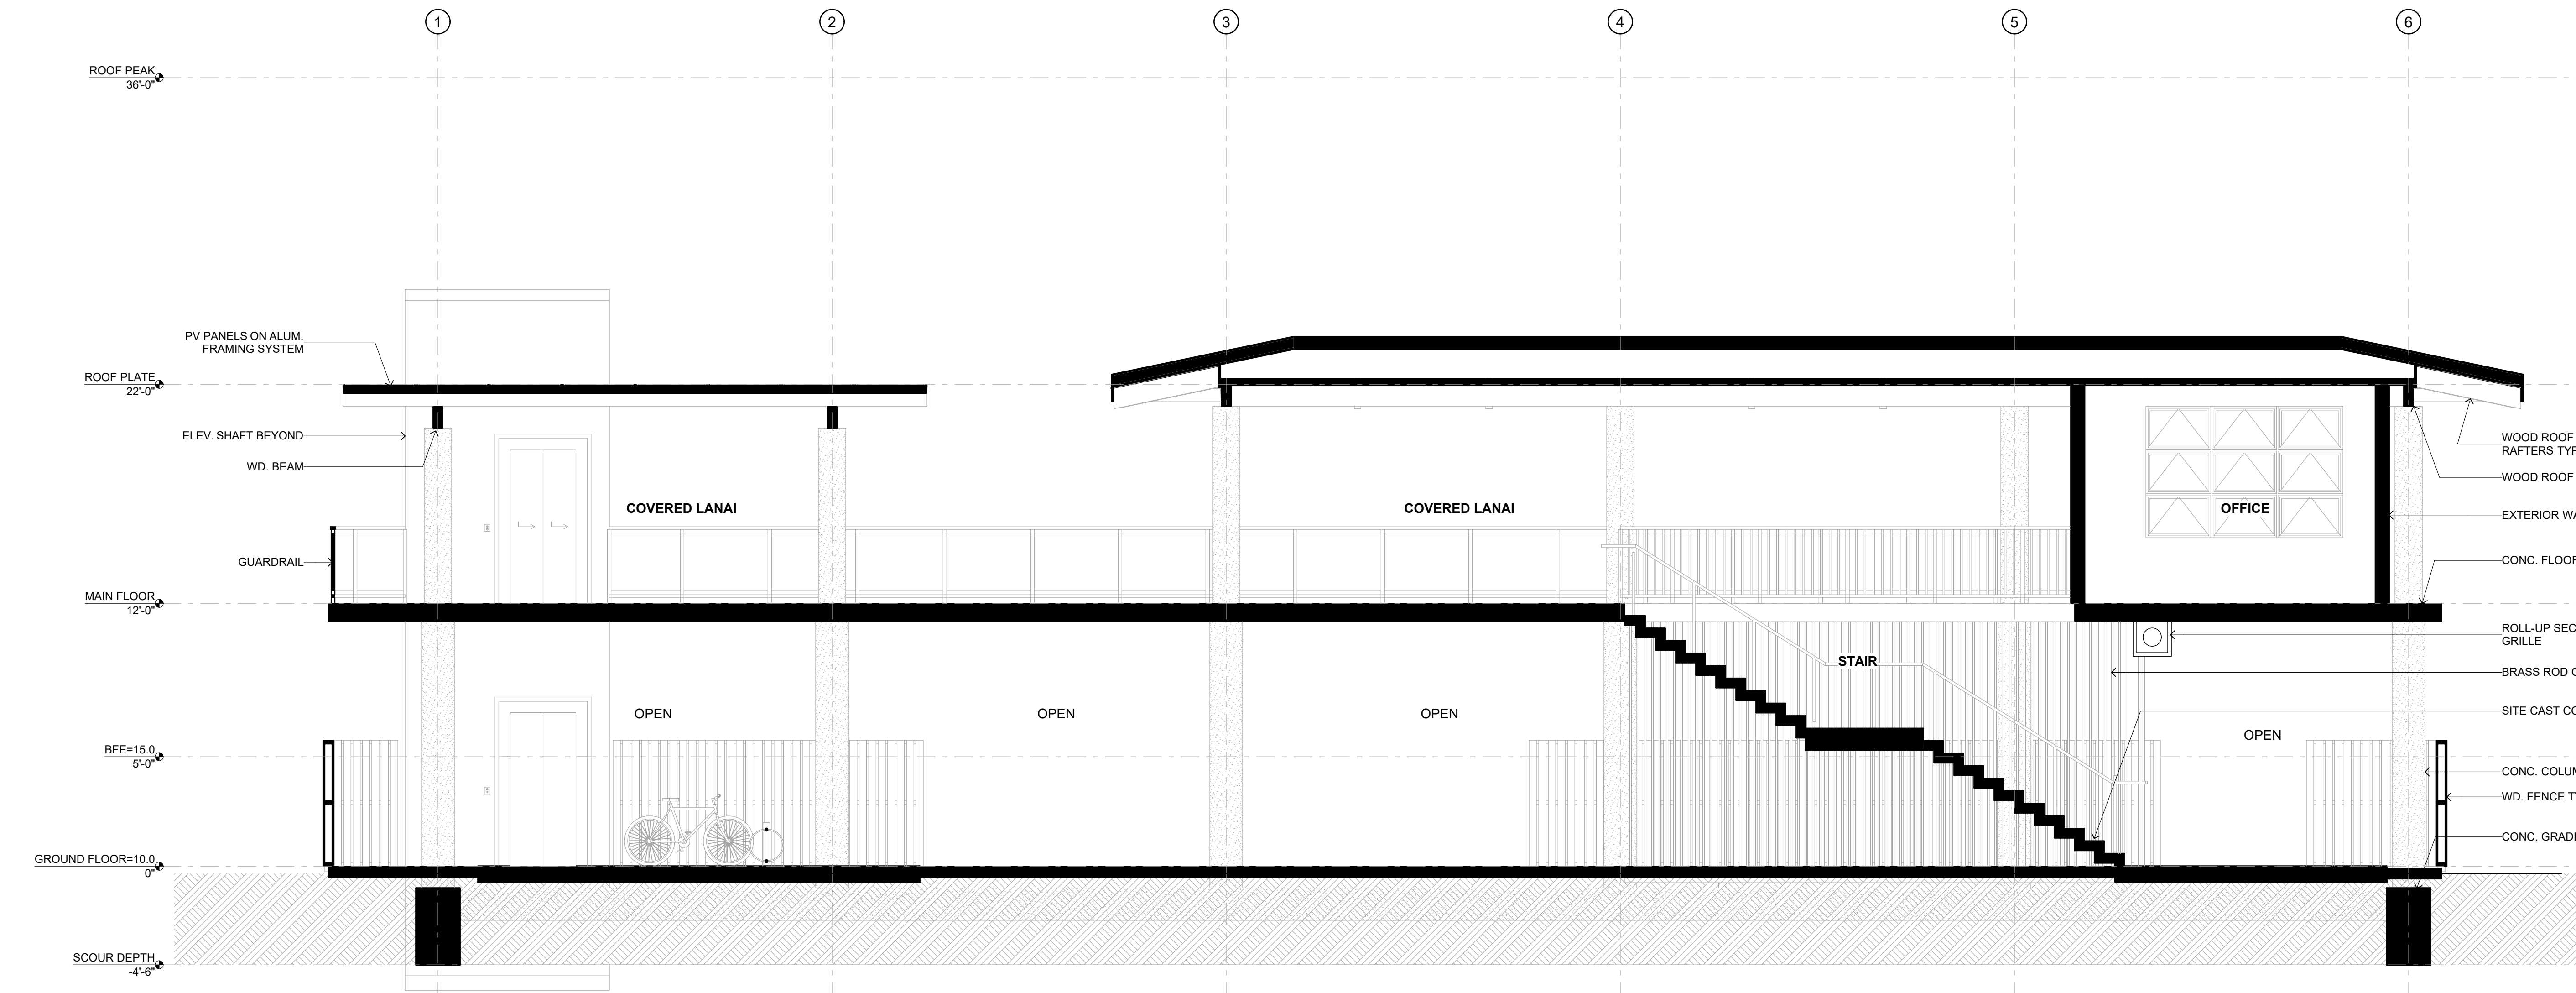 1
2
3
4
5
6
ROOF PEAK
36'-0"
PV PANELS ON ALUM.
FRAMING SYSTEM
ROOF PLATE
22'-0"
ELEV. SHAFT BEYOND
WD. BEAM
WOOD ROOF
RAFTERS TYP
WOOD ROOF
COVERED LANAI
COVERED LANAI
OFFICE
EXTERIOR WA
GUARDRAIL
CONC. FLOOR
MAIN FLOOR
12'-0"
ROLL-UP SEC
GRILLE
STAIR
BRASS ROD
OPEN
OPEN
OPEN
SITE CAST CO
OPEN
BFE=15.0
5'-0"
CONC. COLUM
WD. FENCE TY
CONC. GRADE
GROUND FLOOR=10.0
0"
SCOUR DEPTH
-4'-6"